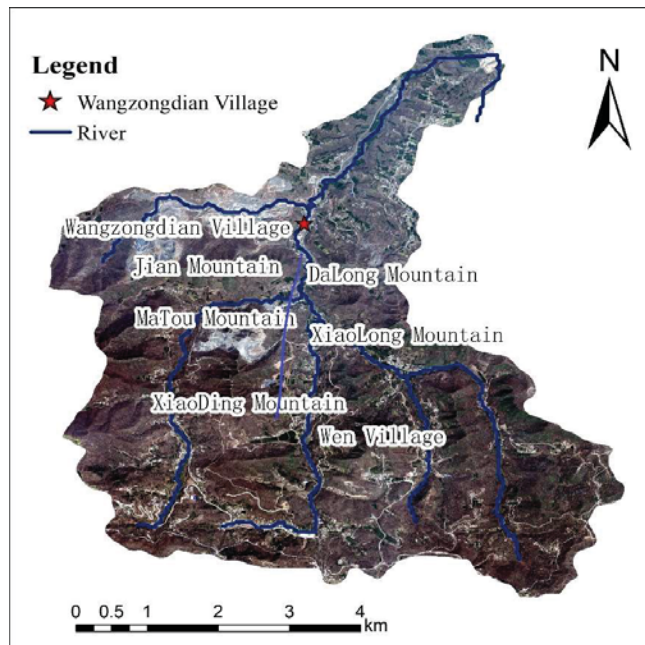 Legend
Wangzongdian Village
River
N
Wangzongdian Village
Jian Mountain
DaLong Mountain
MaTou Mountain
XiaoLong Mountain
XiaoDing Mountain
Wen Village
0 0.5 1 2 3 4
km